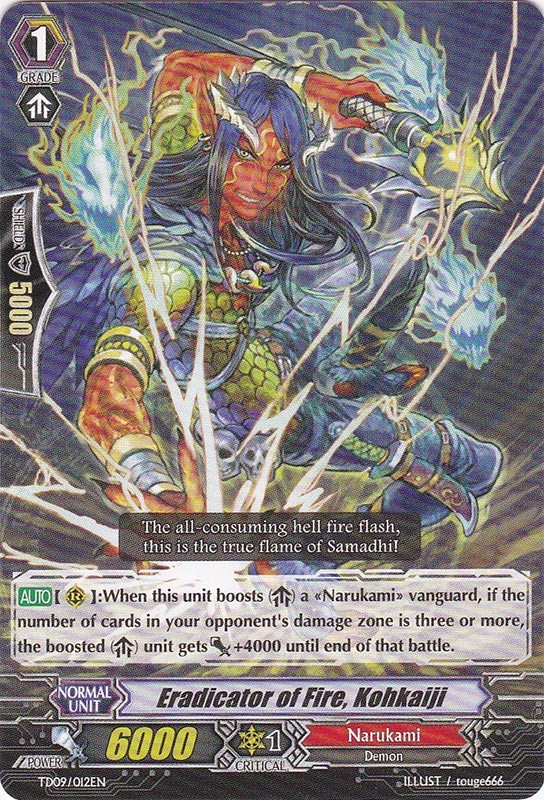 1
GRADE
SHIELD
5000
The all-consuming hell fire flash,
this is the true flame of Samadhi!
AUTO【 R 】:When this unit boosts ( ) a «Narukami» vanguard, if the
number of cards in your opponent's damage zone is three or more,
the boosted ( ) unit gets +4000 until end of that battle.
NORMAL
UNIT
Eradicator of Fire, Kohkaiji
POWER
6000
1
CRITICAL
Narukami
Demon
TD09/012EN
ILLUST / touge666